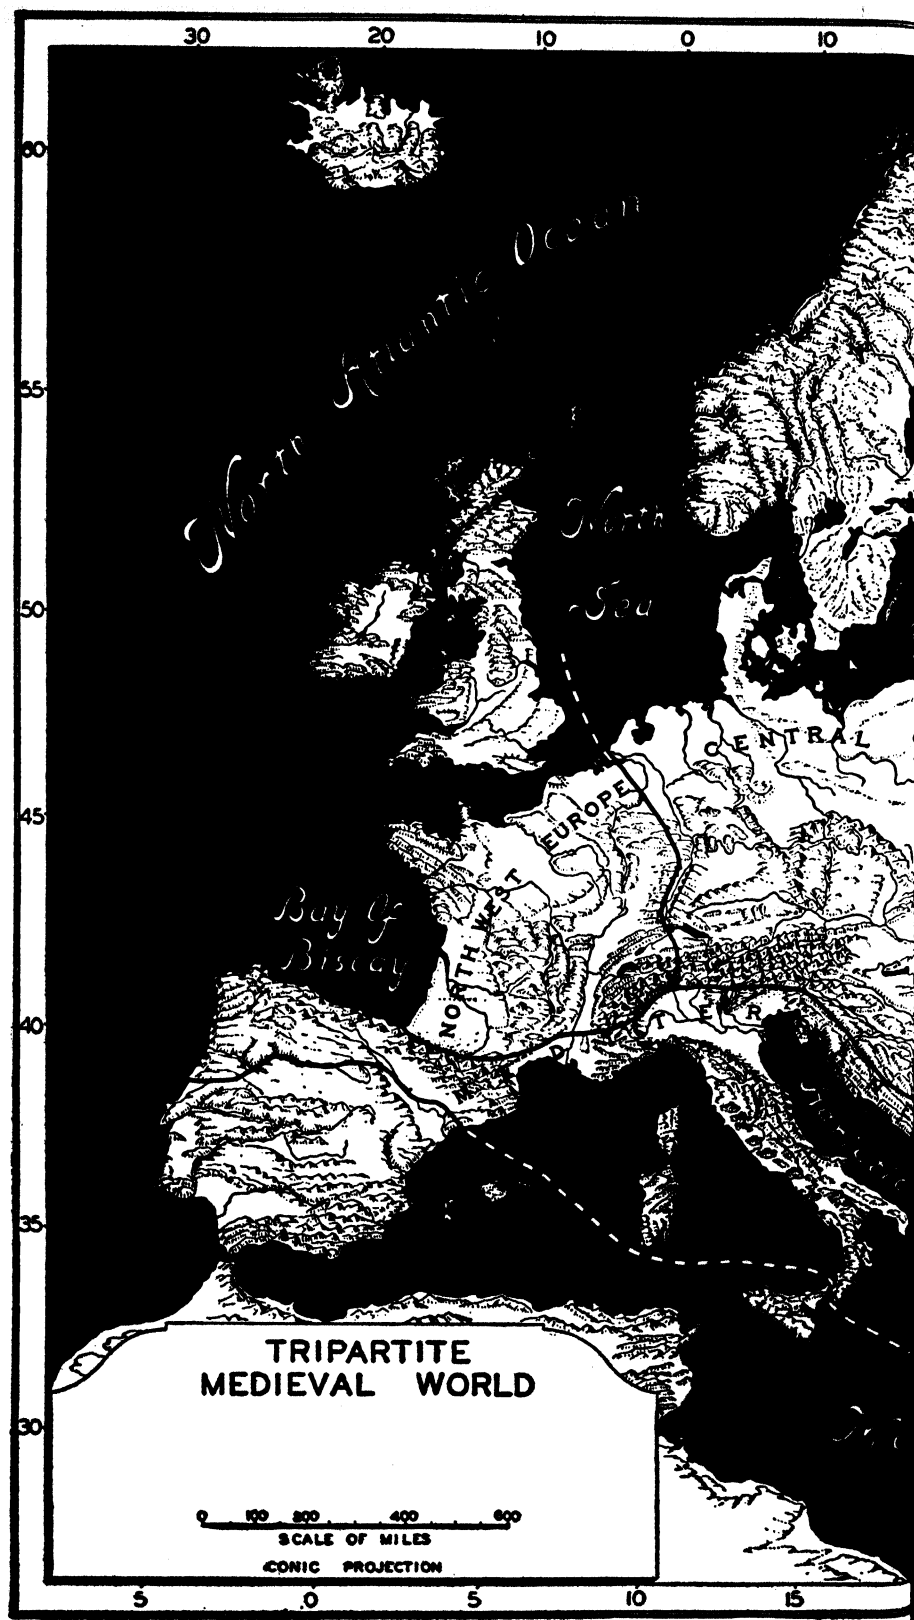 30 20 10 0 10
60
North Atlantic Ocean
55
North
Sea
50
CENTRAL
45
NORTH WEST EUROPE
Bay Of
Biscay
40
D T E R
35
30
TRIPARTITE
MEDIEVAL WORLD
0 100 200 400 600
SCALE OF MILES
CONIC PROJECTION
5 0 5 10 15